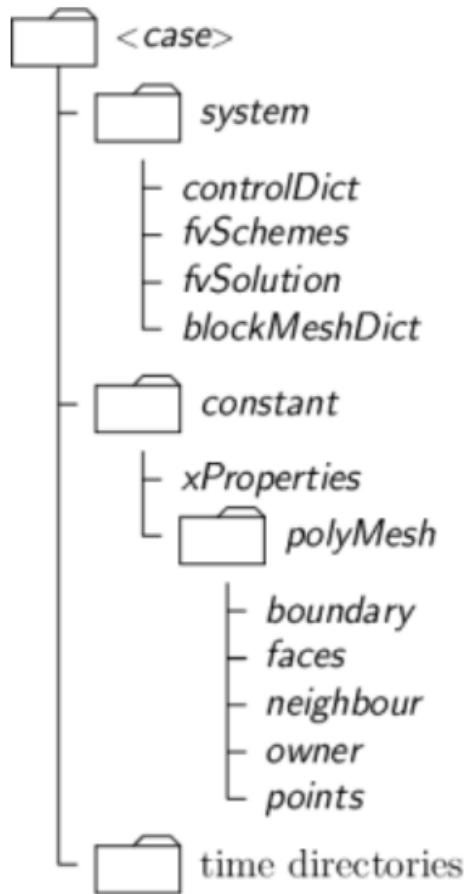 <case>
system
controlDict
fvSchemes
fvSolution
blockMeshDict
constant
xProperties
polyMesh
boundary
faces
neighbour
owner
points
time directories